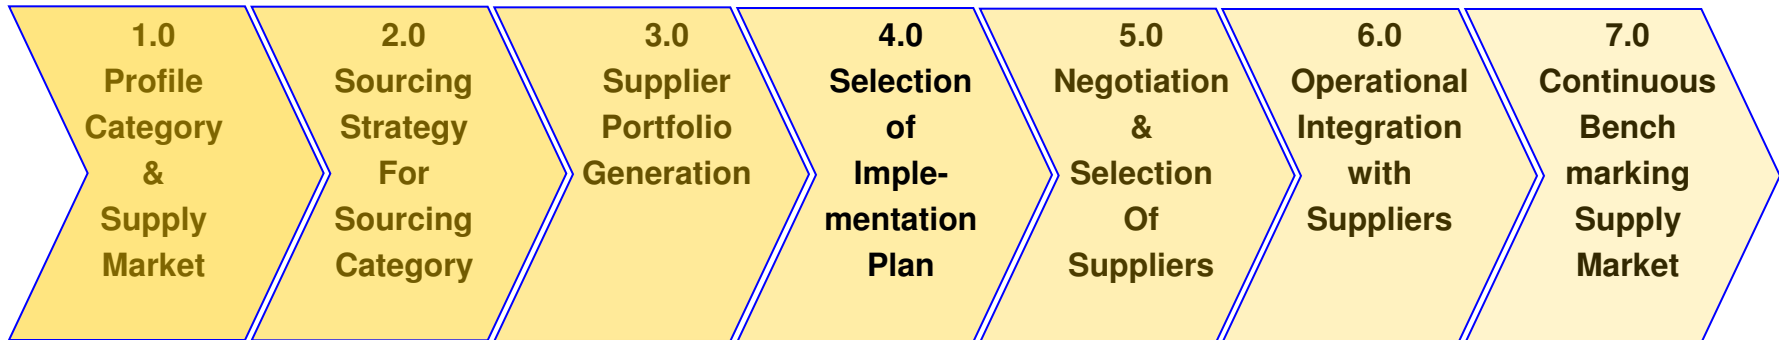 1.0
Profile
Category
&
Supply
Market
2.0
Sourcing
Strategy
For
Sourcing
Category
3.0
Supplier
Portfolio
Generation
4.0
Selection
of
Imple-
mentation
Plan
5.0
Negotiation
&
Selection
Of
Suppliers
6.0
Operational
Integration
with
Suppliers
7.0
Continuous
Bench
marking
Supply
Market